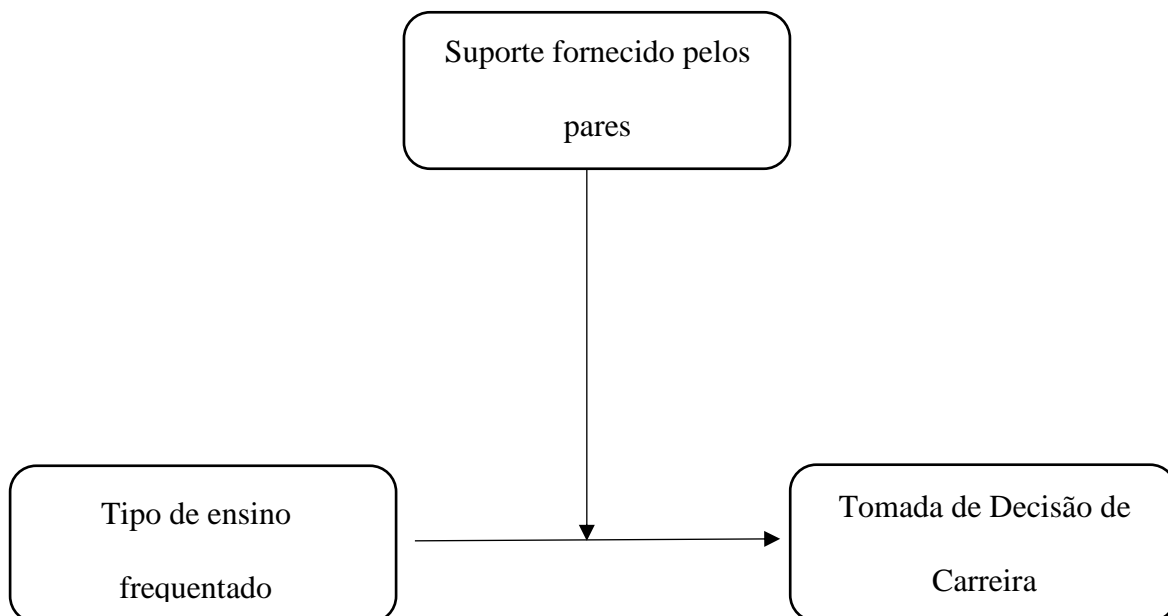 Suporte fornecido pelos
pares
Tipo de ensino
frequentado
Tomada de Decisão de
Carreira